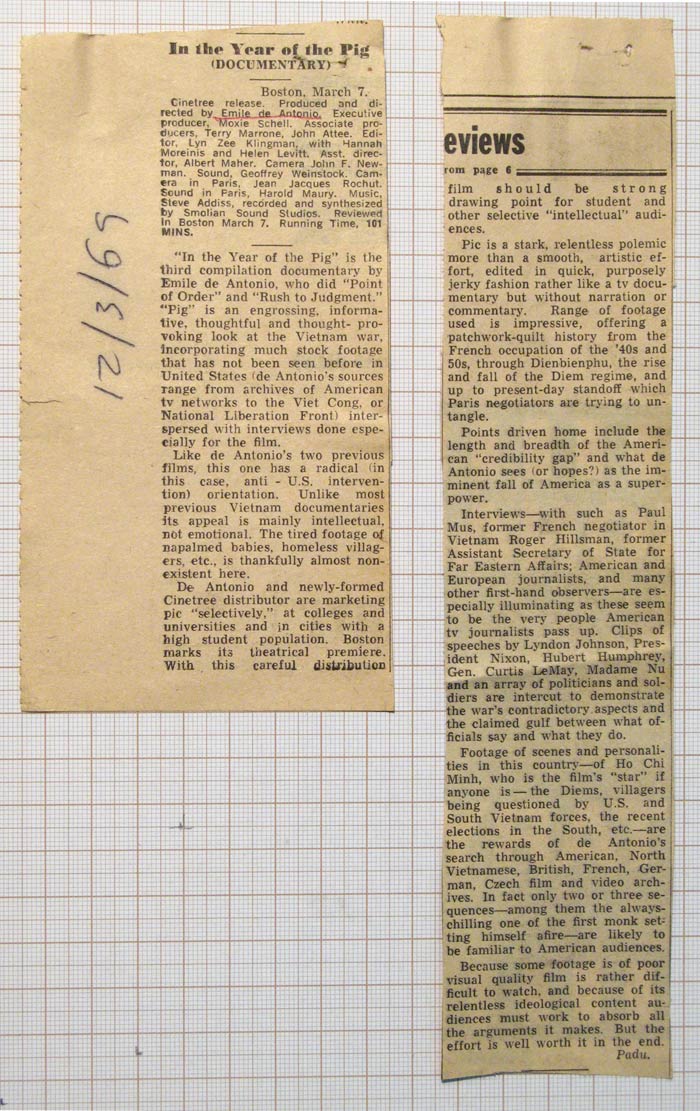 In the Year of the Pig
(DOCUMENTARY)
Boston, March 7.
Cinetree release. Produced and di-
rected by Emile de Antonio. Executive
producer, Moxie Schell. Associate pro-
ducers, Terry Marrone, John Attee. Edi-
tor, Lyn Zee Klingman, with Hannah
Moreinis and Helen Levitt. Asst. direc-
tor, Albert Maher. Camera John F. New-
man. Sound, Geoffrey Weinstock. Cam-
era in Paris, Jean Jacques Rochut.
Sound in Paris, Harold Maury. Music,
Steve Addiss, recorded and synthesized
by Smolian Sound Studios. Reviewed
in Boston March 7. Running Time, 101
MINS.
"In the Year of the Pig" is the
third compilation documentary by
Emile de Antonio, who did "Point
of Order" and "Rush to Judgment."
"Pig" is an engrossing, informa-
tive, thoughtful and thought- pro-
voking look at the Vietnam war,
incorporating much stock footage
that has not been seen before in
United States (de Antonio's sources
range from archives of American
tv networks to the Viet Cong, or
National Liberation Front) inter-
spersed with interviews done espe-
cially for the film.
Like de Antonio's two previous
films, this one has a radical (in
this case, anti - U.S. interven-
tion) orientation. Unlike most
previous Vietnam documentaries
its appeal is mainly intellectual,
not emotional. The tired footage of
napalmed babies, homeless villag-
ers, etc., is thankfully almost non-
existent here.
De Antonio and newly-formed
Cinetree distributor are marketing
pic "selectively," at colleges and
universities and in cities with a
high student population. Boston
marks its theatrical premiere.
With this careful distribution
12/3/69
eviews
rom page 6
film should be strong
drawing point for student and
other selective "intellectual" audi-
ences.
Pic is a stark, relentless polemic
more than a smooth, artistic ef-
fort, edited in quick, purposely
jerky fashion rather like a tv docu-
mentary but without narration or
commentary. Range of footage
used is impressive, offering a
patchwork-quilt history from the
French occupation of the '40s and
50s, through Dienbienphu, the rise
and fall of the Diem regime, and
up to present-day standoff which
Paris negotiators are trying to un-
tangle.
Points driven home include the
length and breadth of the Ameri-
can "credibility gap" and what de
Antonio sees (or hopes?) as the im-
minent fall of America as a super-
power.
Interviews—with such as Paul
Mus, former French negotiator in
Vietnam Roger Hillsman, former
Assistant Secretary of State for
Far Eastern Affairs; American and
European journalists, and many
other first-hand observers—are es-
pecially illuminating as these seem
to be the very people American
tv journalists pass up. Clips of
speeches by Lyndon Johnson, Pres-
ident Nixon, Hubert Humphrey,
Gen. Curtis LeMay, Madame Nu
and an array of politicians and sol-
diers are intercut to demonstrate
the war's contradictory aspects and
the claimed gulf between what of-
ficials say and what they do.
Footage of scenes and personali-
ties in this country—of Ho Chi
Minh, who is the film's "star" if
anyone is—the Diems, villagers
being questioned by U.S. and
South Vietnam forces, the recent
elections in the South, etc.—are
the rewards of de Antonio's
search through American, North
Vietnamese, British, French, Ger-
man, Czech film and video arch-
ives. In fact only two or three se-
quences—among them the always-
chilling one of the first monk set-
ting himself afire—are likely to
be familiar to American audiences.
Because some footage is of poor
visual quality film is rather dif-
ficult to watch, and because of its
relentless ideological content au-
diences must work to absorb all
the arguments it makes. But the
effort is well worth it in the end.
Padu.